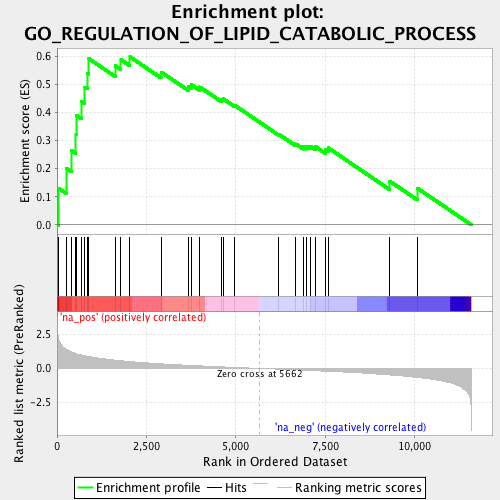 Enrichment plot:
GO_REGULATION_OF_LIPID_CATABOLIC_PROCESS
Enrichment score (ES)
0.6
0.5
0.4
0.3
0.2
0.1
0.0
'na_pos' (positively correlated)
Ranked list metric (PreRanked)
2.5
0.0
-2.5
Zero cross at 5662
'na_neg' (negatively correlated)
0
2,500
5,000
7,500
10,000
Rank in Ordered Dataset
Enrichment profile
Hits
Ranking metric scores